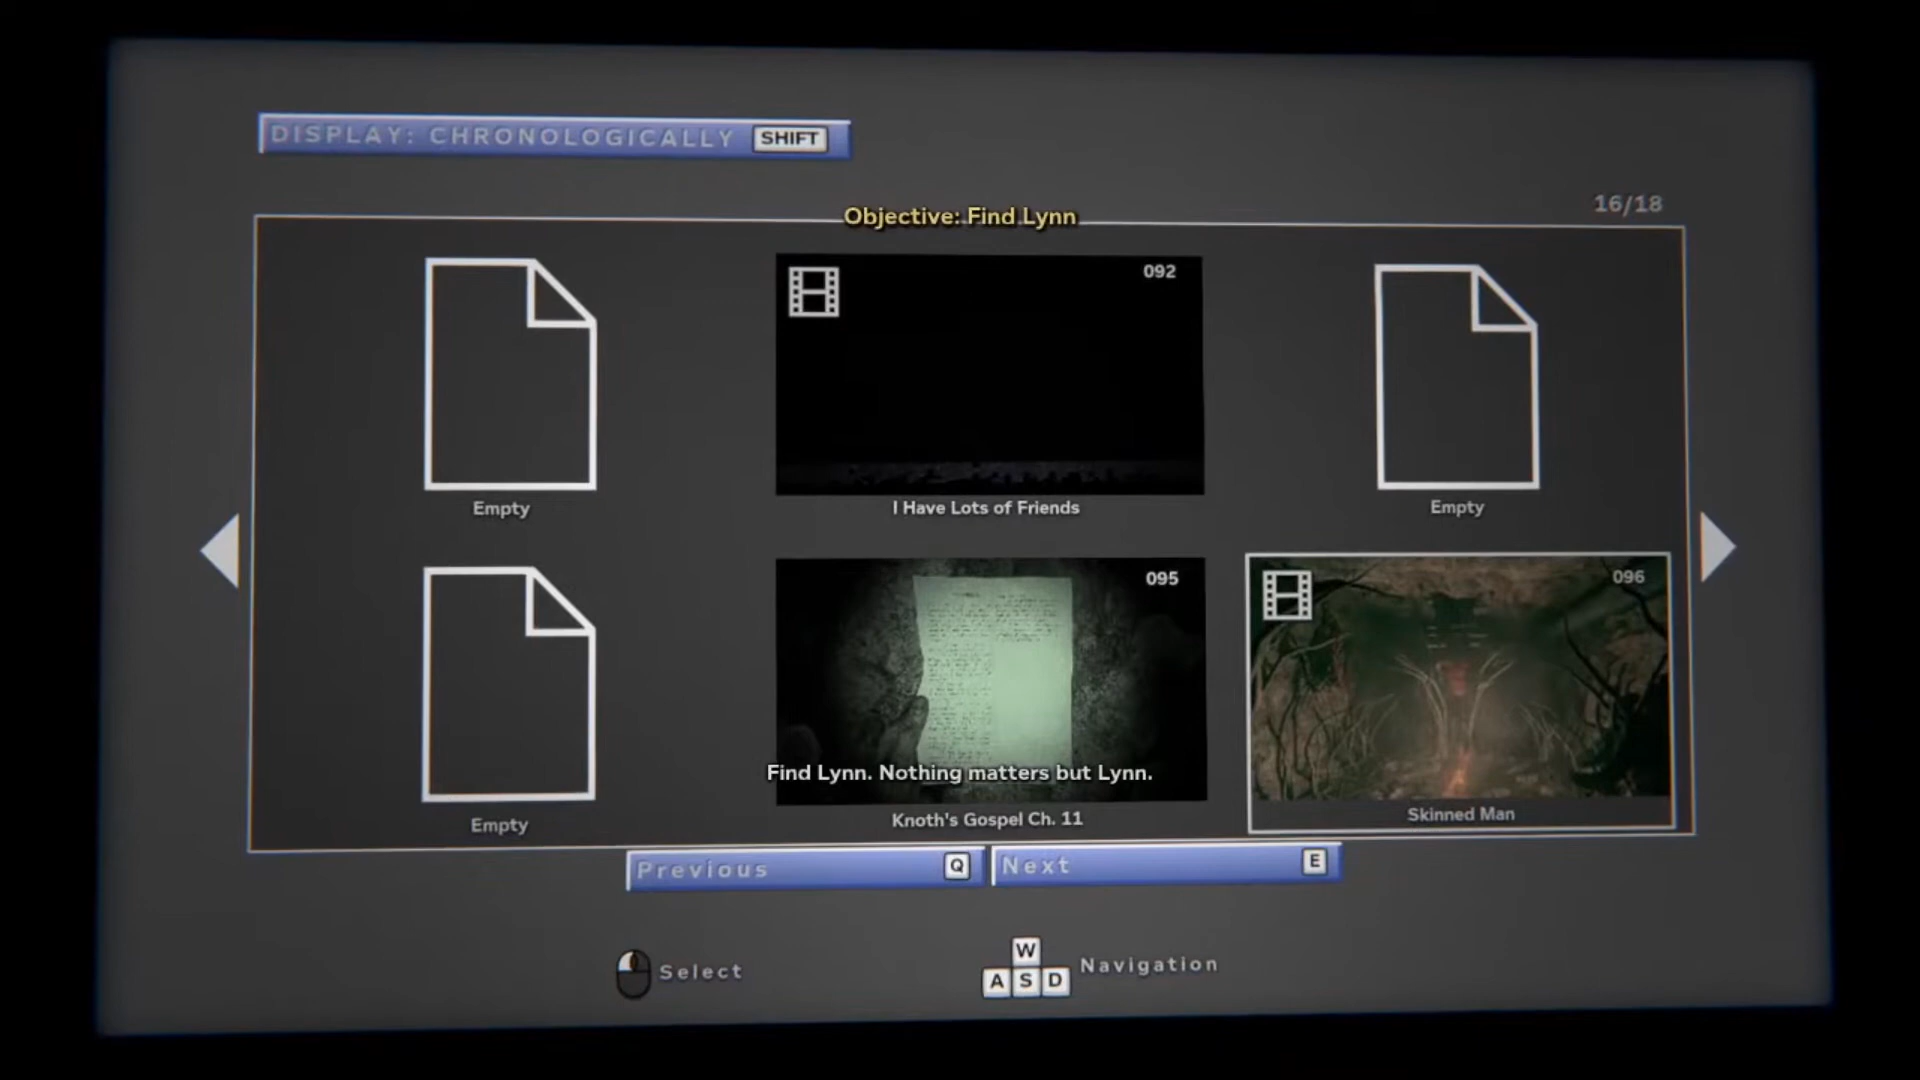 DISPLAY: CHRONOLOGICALLY SHIFT
16/18
Objective: Find Lynn
092
Empty
I Have Lots of Friends
Empty
095
096
Find Lynn. Nothing matters but Lynn.
Empty
Knoth's Gospel Ch. 11
Skinned Man
Previous Q
Next E
Select
W
A S D
Navigation